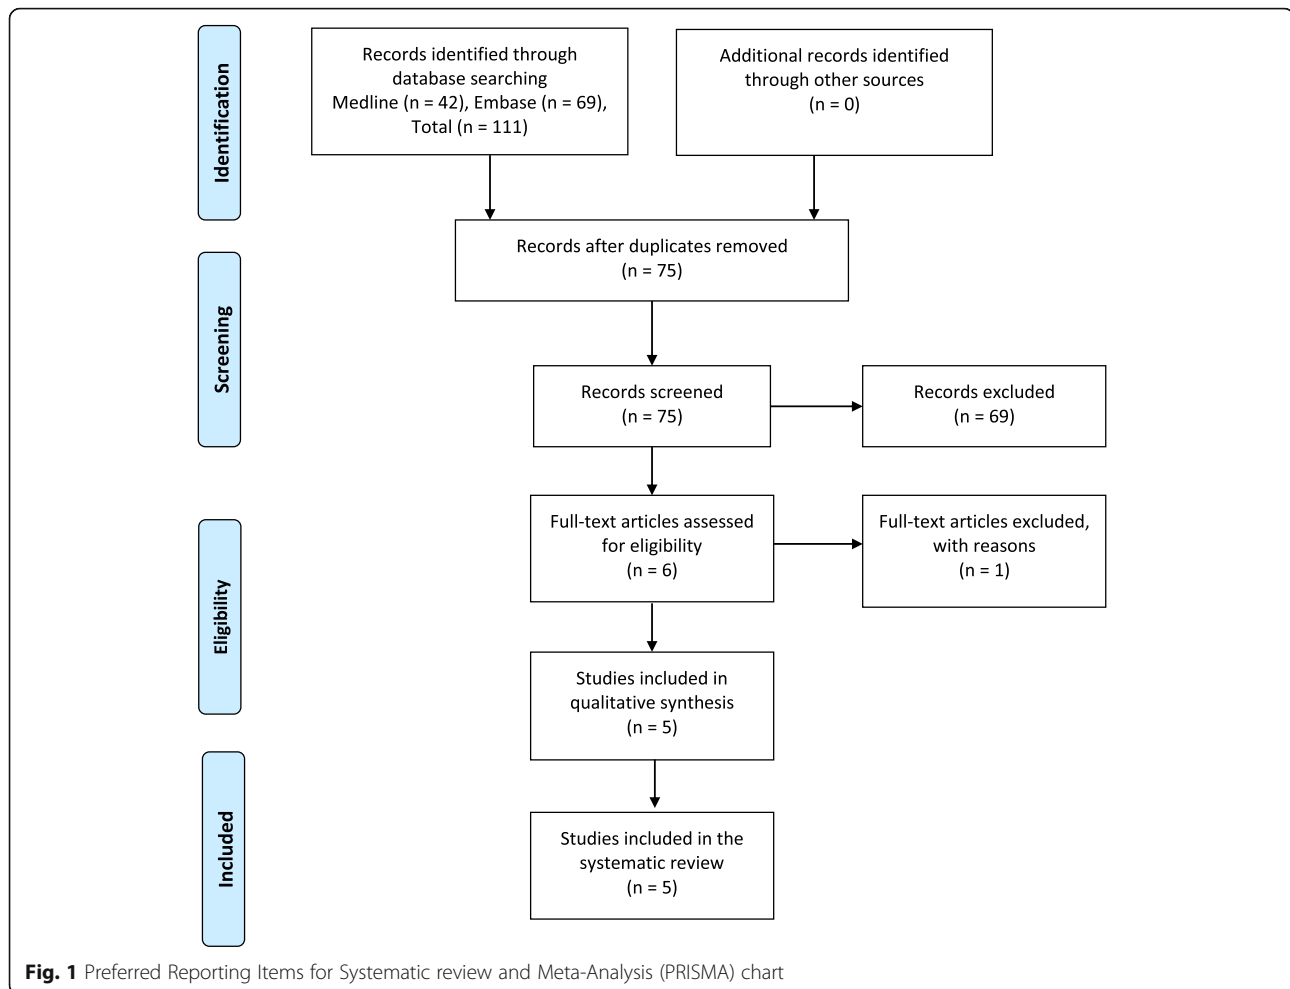 Identification
Records identified through
database searching
Medline (n = 42), Embase (n = 69),
Total (n = 111)
Additional records identified
through other sources
(n = 0)
Records after duplicates removed
(n = 75)
Screening
Records screened
(n = 75)
Records excluded
(n = 69)
Eligibility
Full-text articles assessed
for eligibility
(n = 6)
Full-text articles excluded,
with reasons
(n = 1)
Studies included in
qualitative synthesis
(n = 5)
Included
Studies included in the
systematic review
(n = 5)
Fig. 1 Preferred Reporting Items for Systematic review and Meta-Analysis (PRISMA) chart